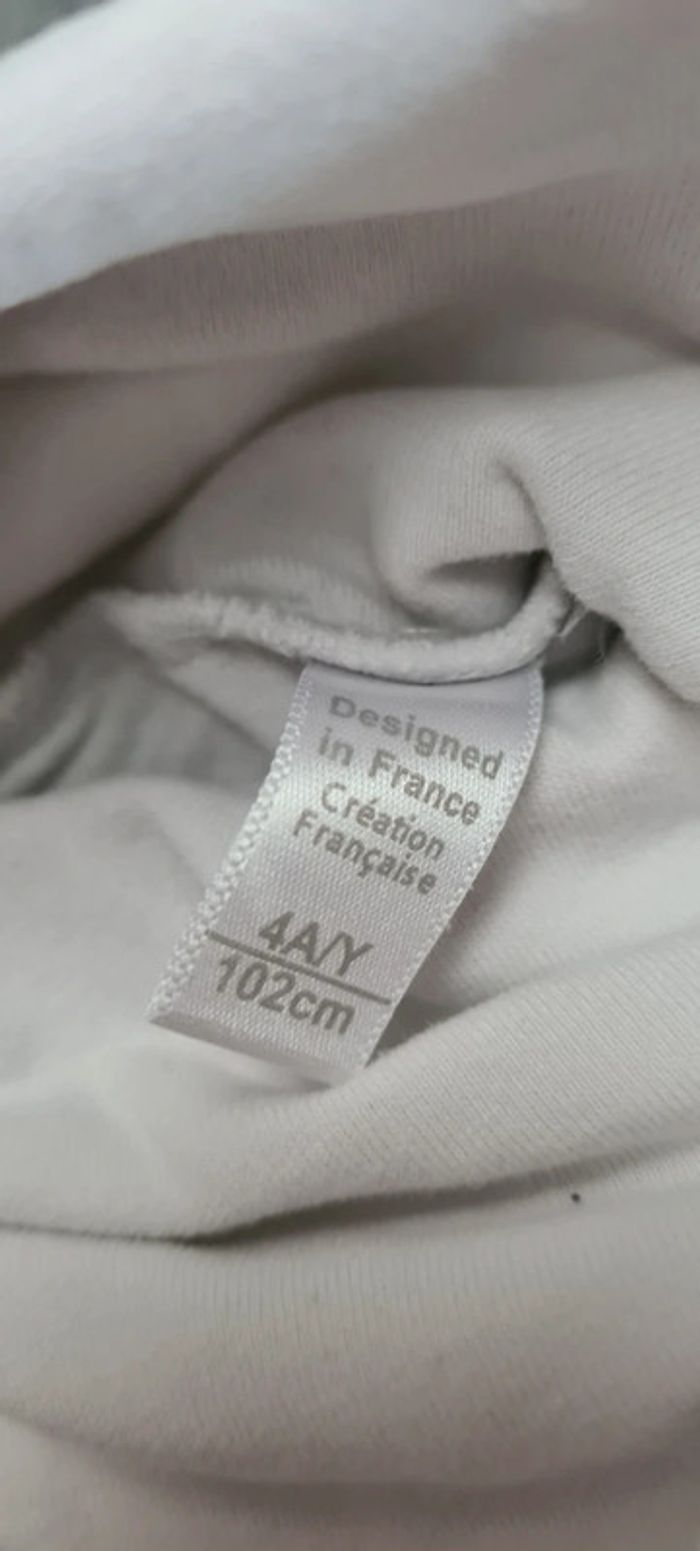 Designed
in France
Création
Française
4A/Y
102cm